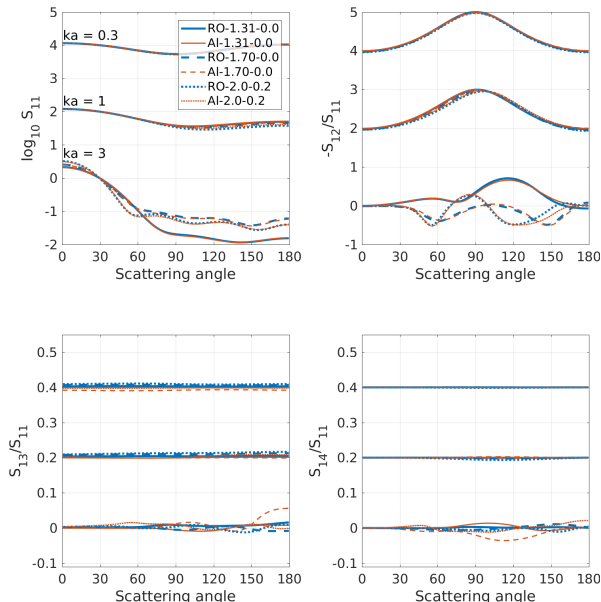 5
4
3
2
1
0
-1
-2
log10 S11
ka = 0.3
ka = 1
ka = 3
RO-1.31-0.0
AI-1.31-0.0
RO-1.70-0.0
AI-1.70-0.0
RO-2.0-0.2
AI-2.0-0.2
0 30 60 90 120 150 180
Scattering angle
5
4
3
2
1
0
-1
-S12/S11
0 30 60 90 120 150 180
Scattering angle
0.5
0.4
0.3
0.2
0.1
0
-0.1
S13/S11
0 30 60 90 120 150 180
Scattering angle
0.5
0.4
0.3
0.2
0.1
0
-0.1
S14/S11
0 30 60 90 120 150 180
Scattering angle